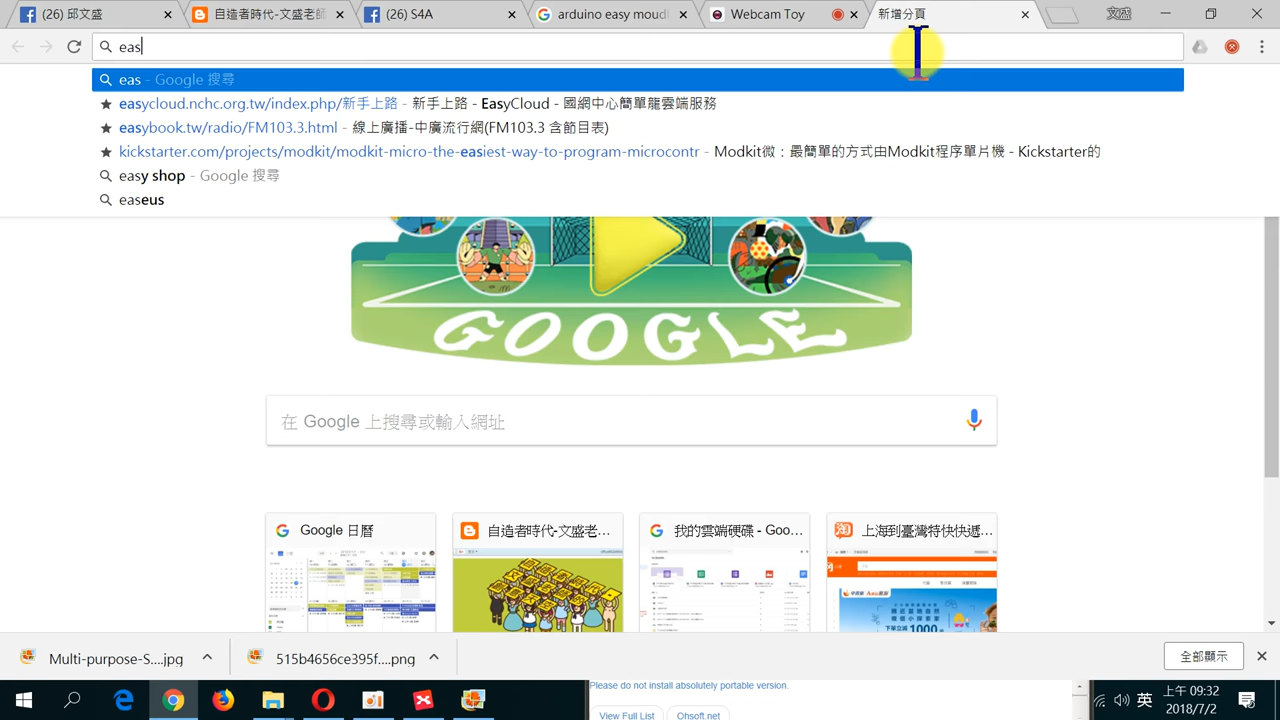 (26) 邱文盛
自造者時代-文盛老師
(26) S4A
arduino easy moudl
Webcam Toy
新增分頁
文盛
eas
eas - Google 搜尋
easycloud.nchc.org.tw/index.php/新手上路 - 新手上路 - EasyCloud - 國網中心簡單龍雲端服務
easybook.tw/radio/FM103.3.html - 線上廣播-中廣流行網(FM103.3 含節目表)
kickstarter.com/projects/modkit/modkit-micro-the-easiest-way-to-program-microcontr - Modkit微：最簡單的方式由Modkit程序單片機 - Kickstarter的
easy shop - Google 搜尋
easeus
GOOGLE
在 Google 上搜尋或輸入網址
Google 日曆
自造者時代-文盛老...
我的雲端硬碟 - Goo...
上海到臺灣特快快遞...
1000
Multi-purpose-S....jpg
515b4656ce395f....png
全部顯示
Please do not install absolutely portable version.
View Full List
Ohsoft.net
英
上午 09:32
2018/7/2